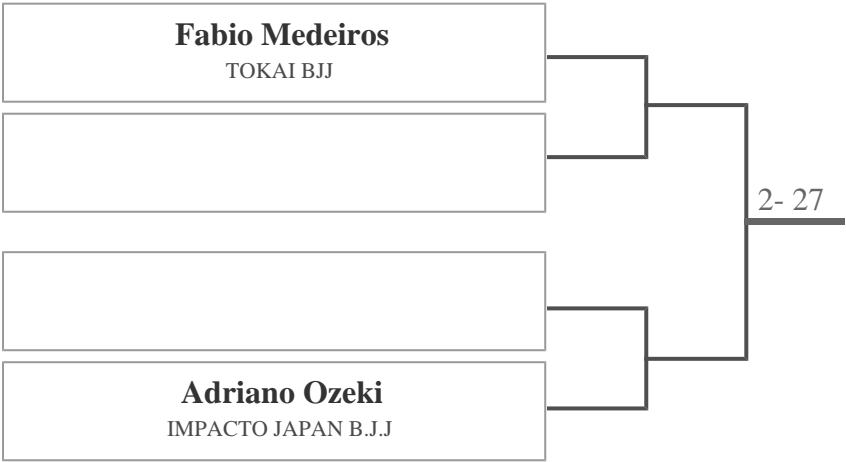 Fabio Medeiros
TOKAI BJJ
2- 27
Adriano Ozeki
IMPACTO JAPAN B.J.J